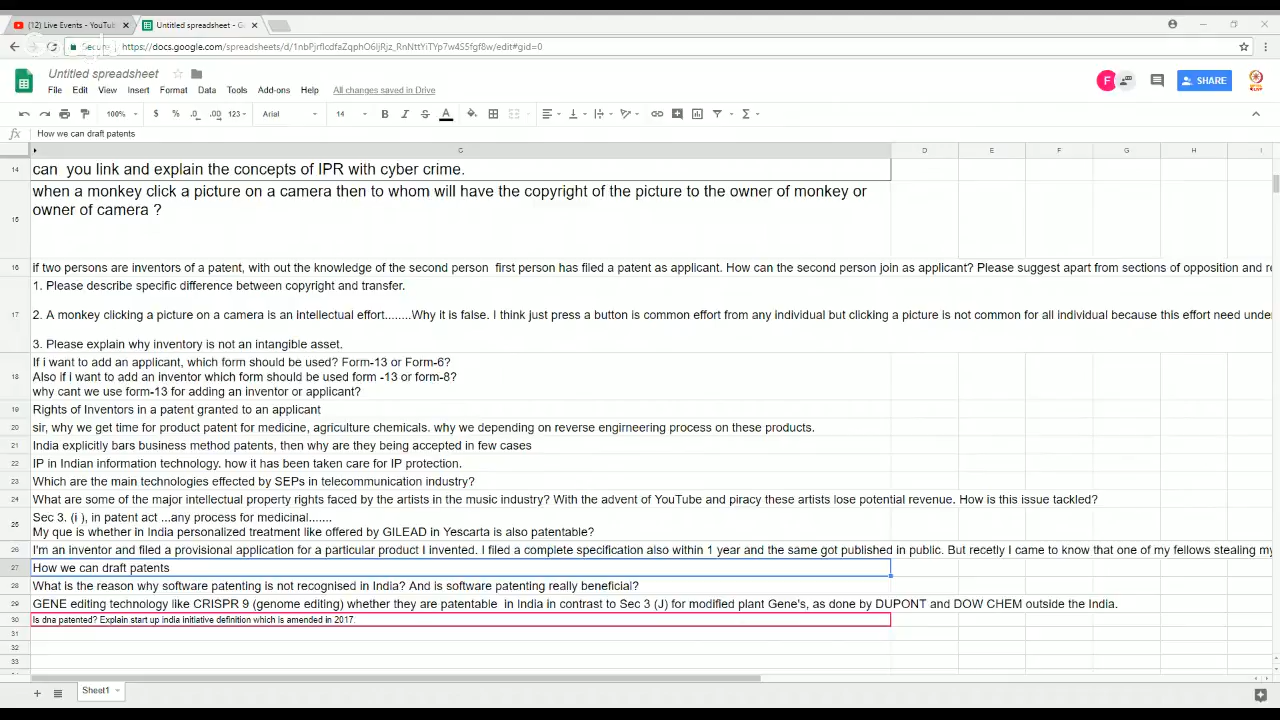 [12] Live Events - YouTub
Untitled spreadsheet - G
Secure
https://docs.google.com/spreadsheets/d/
Untitled spreadsheet
F
SHARE
File Edit View Insert Format Data Tools Add-ons Help All changes saved in Drive
100% $ % .0 .00 123 Arial 14 B I S A
fx How we can draft patents
C D E F G H I
14 can you link and explain the concepts of IPR with cyber crime.
when a monkey click a picture on a camera then to whom will have the copyright of the picture to the owner of monkey or
15 owner of camera ?
16 if two persons are inventors of a patent, with out the knowledge of the second person first person has filed a patent as applicant. How can the second person join as applicant? Please suggest apart from sections of opposition and re
1. Please describe specific difference between copyright and transfer.
17 2. A monkey clicking a picture on a camera is an intellectual effort........Why it is false. I think just press a button is common effort from any individual but clicking a picture is not common for all individual because this effort need unde
3. Please explain why inventory is not an intangible asset.
If i want to add an applicant, which form should be used? Form-13 or Form-6?
18 Also if i want to add an inventor which form should be used form -13 or form-8?
why cant we use form-13 for adding an inventor or applicant?
19 Rights of Inventors in a patent granted to an applicant
20 sir, why we get time for product patent for medicine, agriculture chemicals. why we depending on reverse engirneering process on these products.
21 India explicitly bars business method patents, then why are they being accepted in few cases
22 IP in Indian information technology. how it has been taken care for IP protection.
23 Which are the main technologies effected by SEPs in telecommunication industry?
24 What are some of the major intellectual property rights faced by the artists in the music industry? With the advent of YouTube and piracy these artists lose potential revenue. How is this issue tackled?
Sec 3. (i ), in patent act ...any process for medicinal.......
25 My que is whether in India personalized treatment like offered by GILEAD in Yescarta is also patentable?
26 I'm an inventor and filed a provisional application for a particular product I invented. I filed a complete specification also within 1 year and the same got published in public. But recetly I came to know that one of my fellows stealing my
27 How we can draft patents
28 What is the reason why software patenting is not recognised in India? And is software patenting really beneficial?
29 GENE editing technology like CRISPR 9 (genome editing) whether they are patentable in India in contrast to Sec 3 (J) for modified plant Gene's, as done by DUPONT and DOW CHEM outside the India.
30 Is dna patented? Explain start up india initiative definition which is amended in 2017.
31
32
33
Sheet1